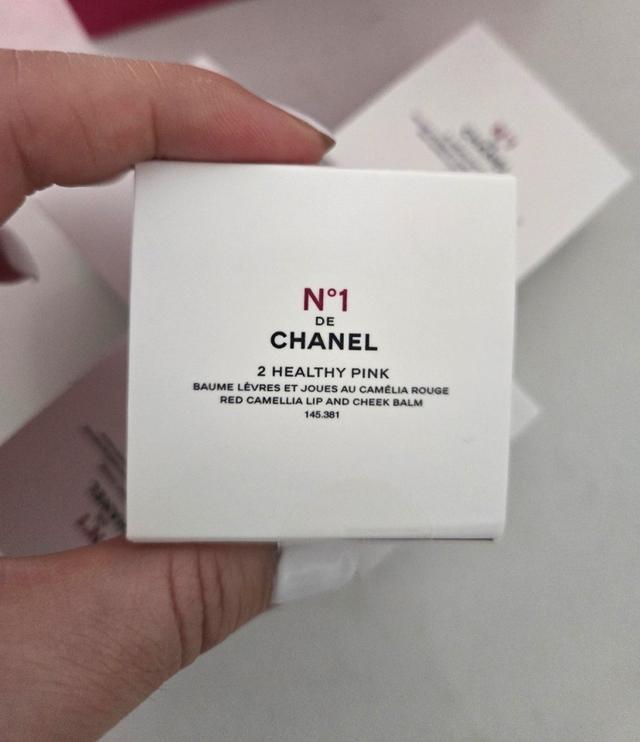 N°1
DE
CHANEL
2 HEALTHY PINK
BAUME LÈVRES ET JOUES AU CAMÉLIA ROUGE
RED CAMELLIA LIP AND CHEEK BALM
145.381